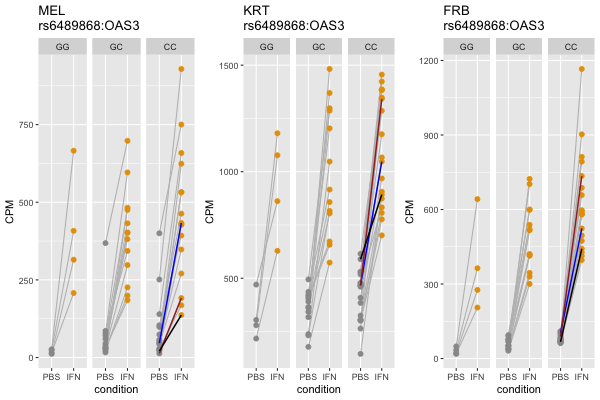 MEL
rs6489868:OAS3
GG GC CC
CPM
750
500
250
0
PBS IFN PBS IFN PBS IFN
condition
KRT
rs6489868:OAS3
GG GC CC
CPM
1500
1000
500
PBS IFN PBS IFN PBS IFN
condition
FRB
rs6489868:OAS3
GG GC CC
CPM
1200
900
600
300
0
PBS IFN PBS IFN PBS IFN
condition